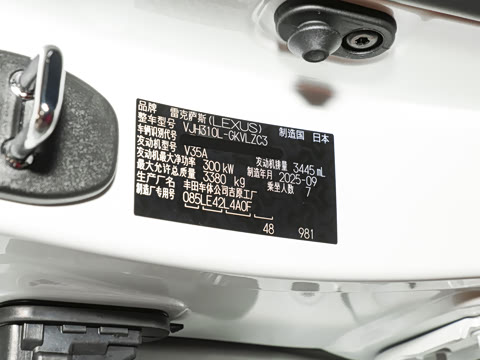 品牌 雷克萨斯(LEXUS) 制造国 日本
整车型号 VJH310L-GKVLZC3
车辆识别代号
发动机型号 V35A 发动机排量 3445 mL
发动机最大净功率 300 kW 制造年月 2025-09
最大允许总质量 3380 kg 乘坐人数 7
生产厂名 丰田车体公司吉原工厂
制造厂专用号 085LE42L4A0F
48 981